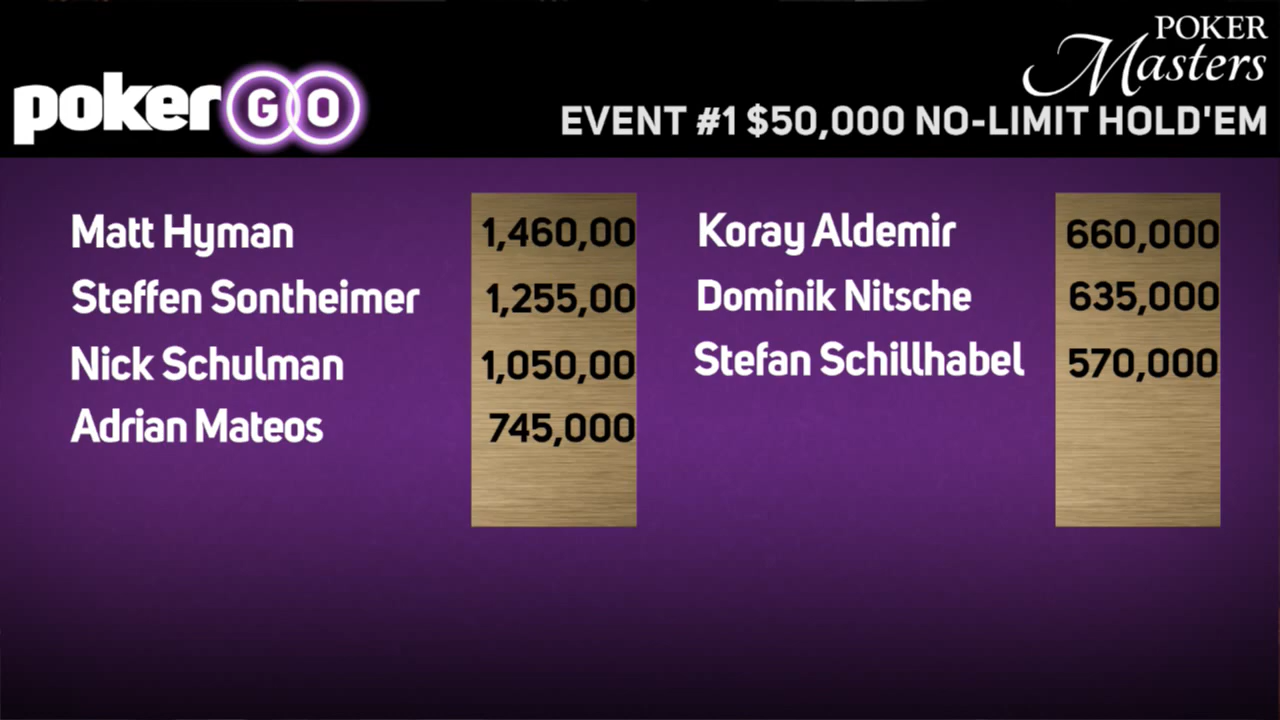 POKER
Masters
pokerGO
EVENT #1 $50,000 NO-LIMIT HOLD'EM
Matt Hyman 1,460,00
Steffen Sontheimer 1,255,00
Nick Schulman 1,050,00
Adrian Mateos 745,000
Koray Aldemir 660,000
Dominik Nitsche 635,000
Stefan Schillhabel 570,000